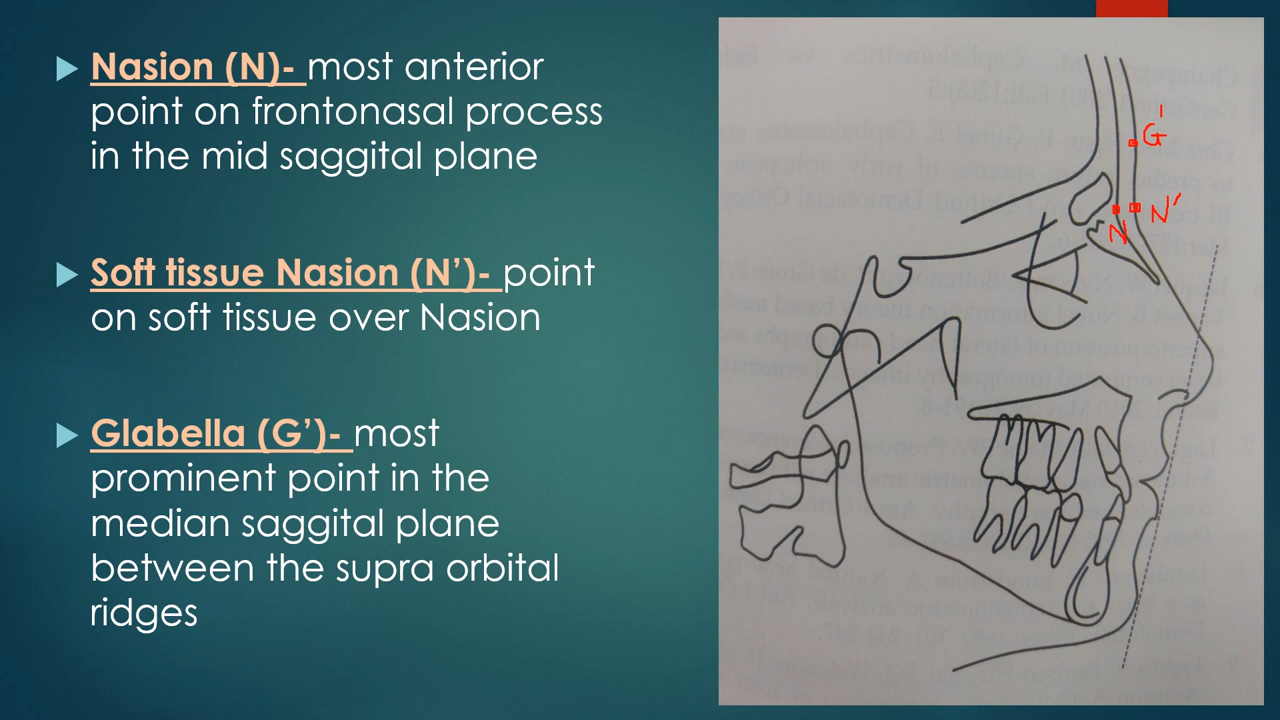 Nasion (N)- most anterior
point on frontonasal process
in the mid saggital plane
Soft tissue Nasion (N’)- point
on soft tissue over Nasion
Glabella (G’)- most
prominent point in the
median saggital plane
between the supra orbital
ridges
G'
N'
N